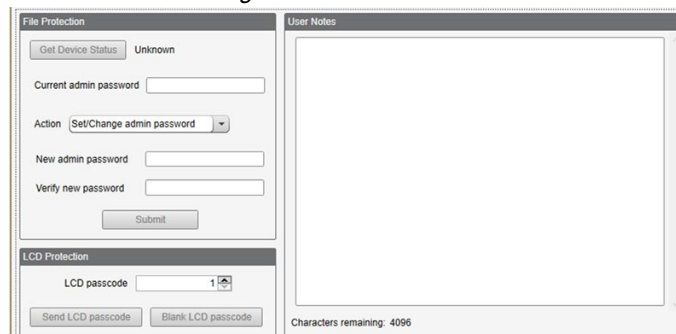 File Protection
Get Device Status Unknown
Current admin password
Action Set/Change admin password
New admin password
Verify new password
Submit
LCD Protection
LCD passcode 1
Send LCD passcode Blank LCD passcode
User Notes
Characters remaining: 4096